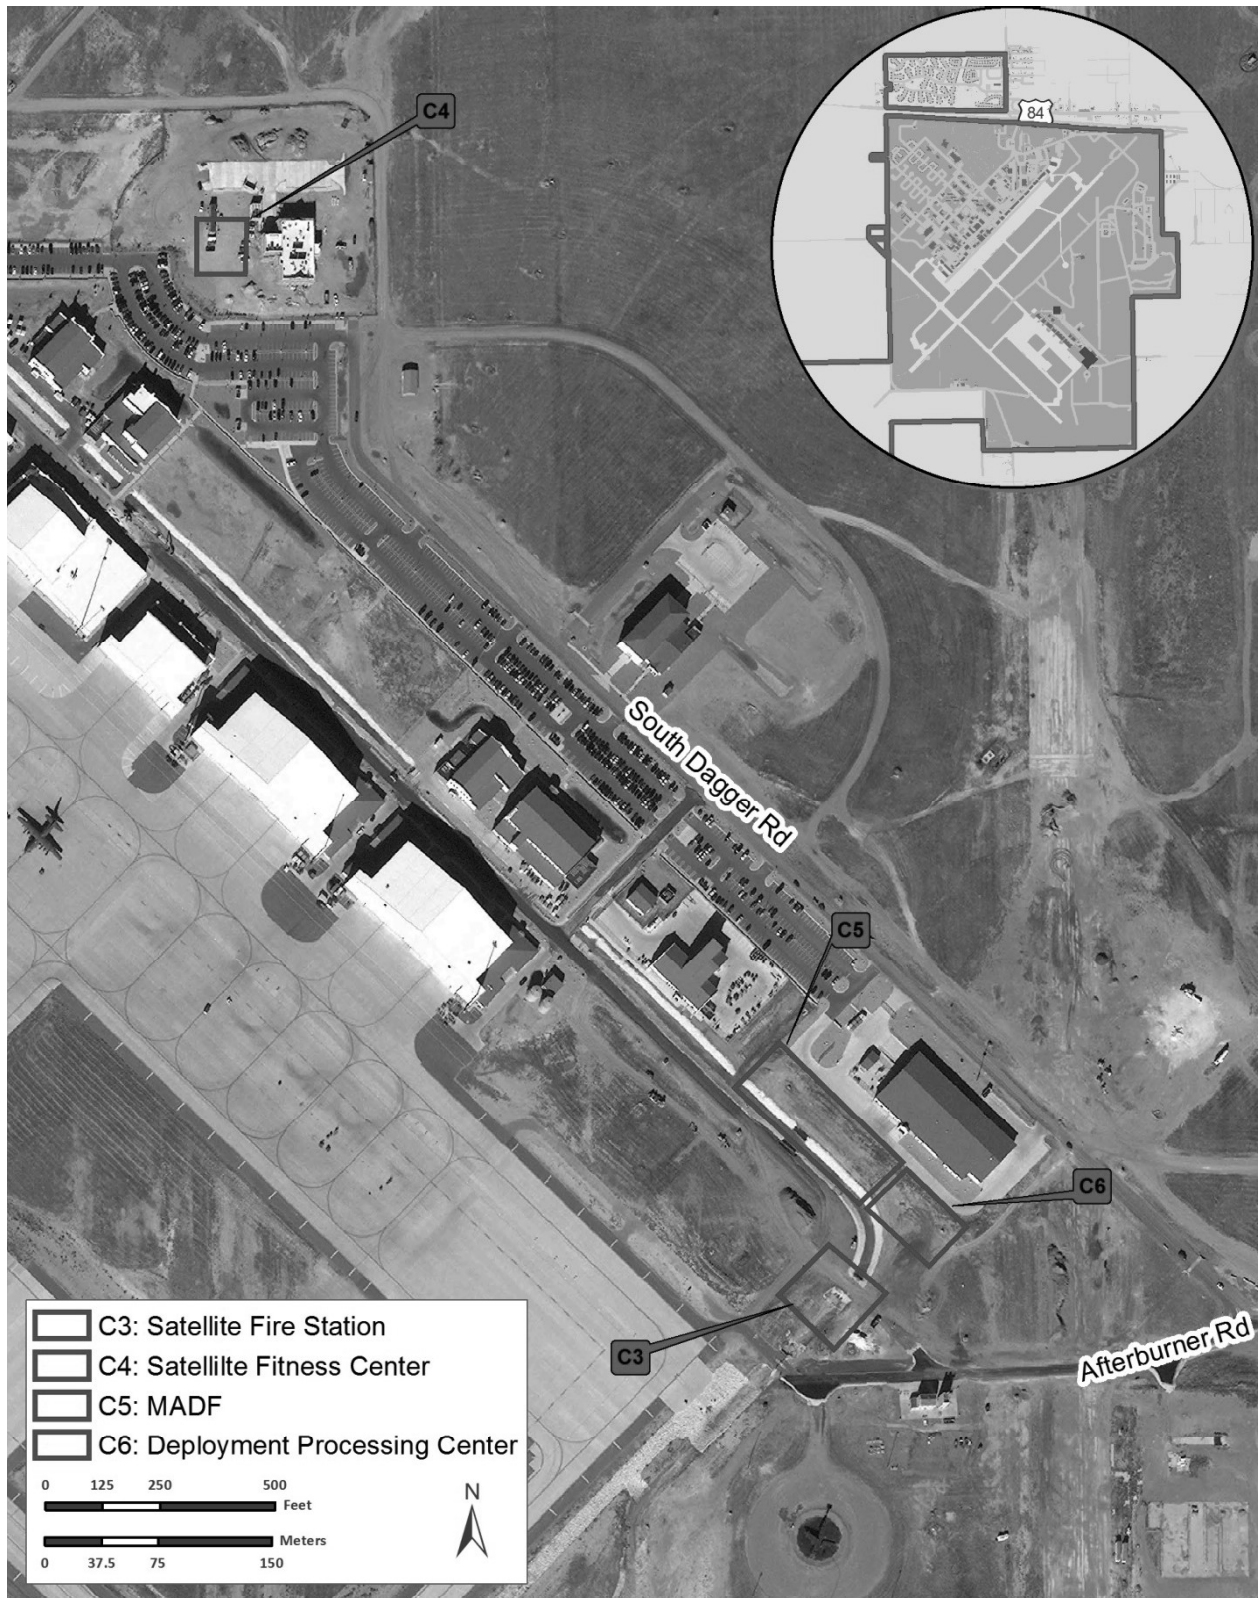 C4
84
South Dagger Rd
C5
C6
C3
Afterburner Rd
C3: Satellite Fire Station
C4: Satellilte Fitness Center
C5: MADF
C6: Deployment Processing Center
0 125 250 500
Feet
Meters
0 37.5 75 150
N